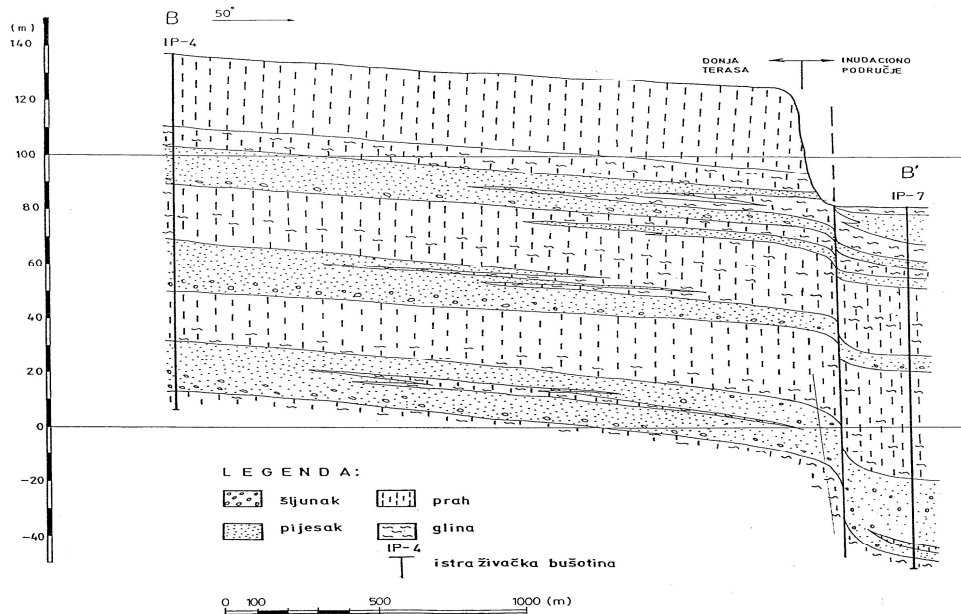 B 50°
(m)
140
IP-4
120
100
80
60
40
20
0
-20
-40
DONJA TERASA
INUDACIONO PODRUČJE
B'
IP-7
LEGENDA:
šljunak
prah
pijesak
glina
IP-4
istraživačka bušotina
0 100 500 1000 (m)